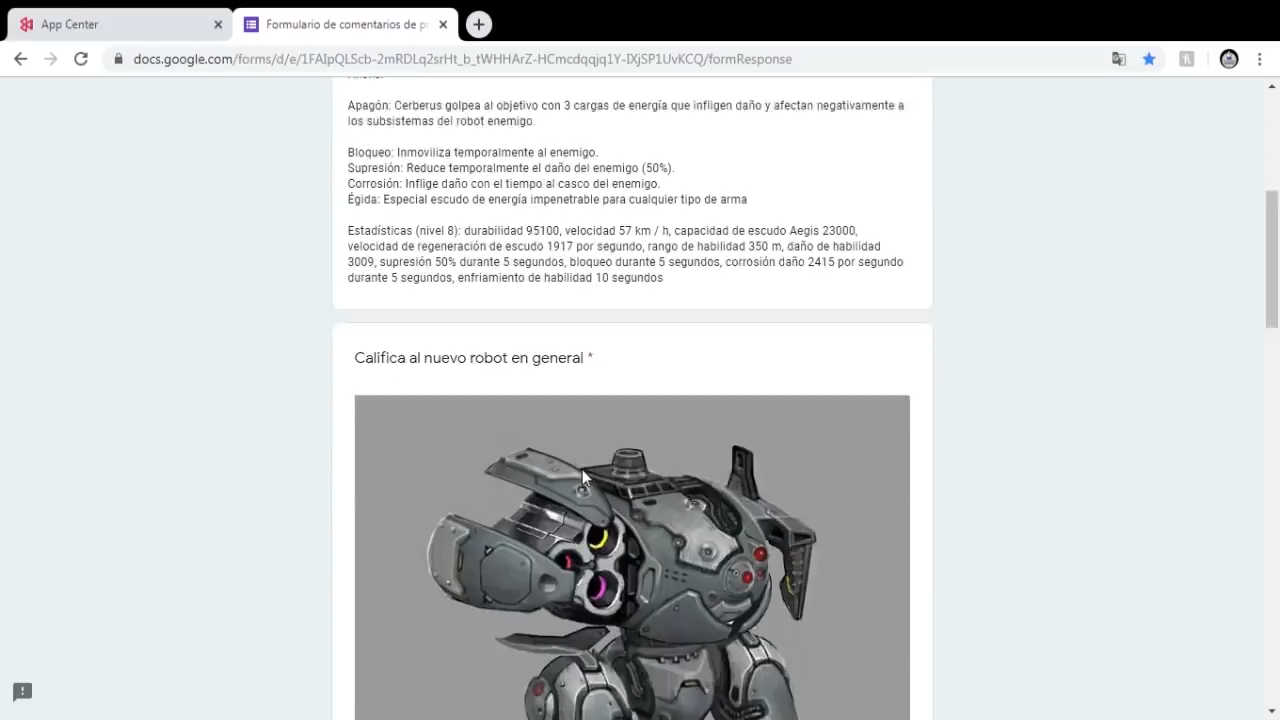 App Center
Formulario de comentarios de pr
docs.google.com/forms/d/e/1FAIpQLScb-2mRDLq2srHt_b_tWHHArZ-HCmcdqqjq1Y-IXjSP1UvKCQ/formResponse
Apagón: Cerberus golpea al objetivo con 3 cargas de energía que infligen daño y afectan negativamente a
los subsistemas del robot enemigo.
Bloqueo: Inmoviliza temporalmente al enemigo.
Supresión: Reduce temporalmente el daño del enemigo (50%).
Corrosión: Inflige daño con el tiempo al casco del enemigo.
Égida: Especial escudo de energía impenetrable para cualquier tipo de arma
Estadísticas (nivel 8): durabilidad 95100, velocidad 57 km / h, capacidad de escudo Aegis 23000,
velocidad de regeneración de escudo 1917 por segundo, rango de habilidad 350 m, daño de habilidad
3009, supresión 50% durante 5 segundos, bloqueo durante 5 segundos, corrosión daño 2415 por segundo
durante 5 segundos, enfriamiento de habilidad 10 segundos
Califica al nuevo robot en general *